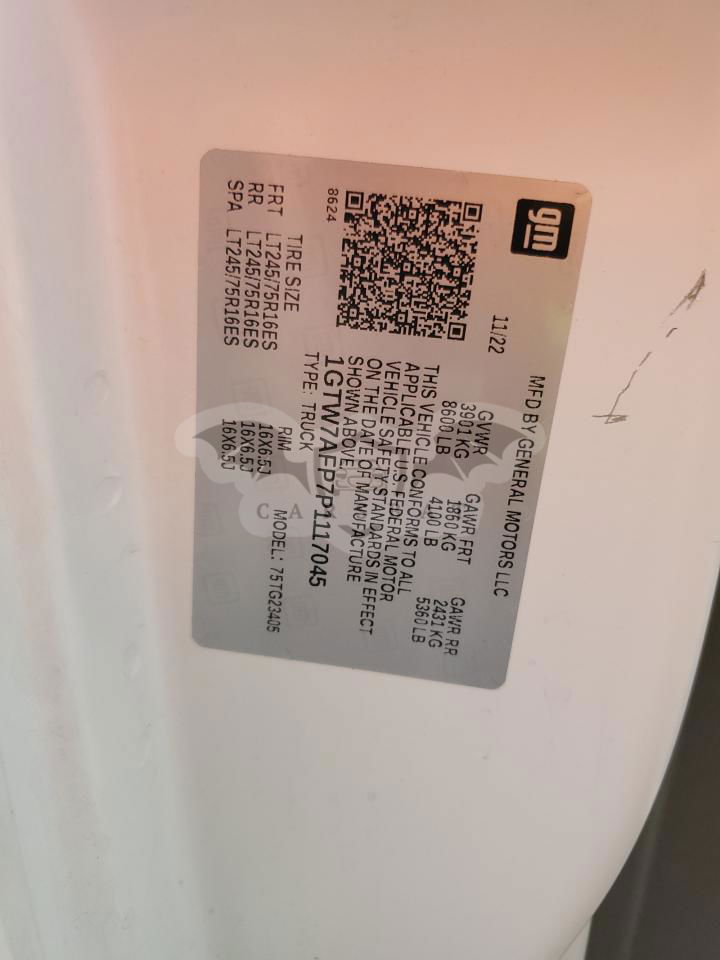 gm
MFD BY GENERAL MOTORS LLC
11/22
GVWR GAWR FRT GAWR RR
3901 KG 1860 KG 2431 KG
8600 LB 4100 LB 5360 LB
THIS VEHICLE CONFORMS TO ALL
APPLICABLE U.S. FEDERAL MOTOR
VEHICLE SAFETY STANDARDS IN EFFECT
ON THE DATE OF MANUFACTURE
SHOWN ABOVE.
8624
1GTW7AFP7P1117045
TYPE: TRUCK
TIRE SIZE RIM MODEL: 75TG23405
FRT LT245/75R16ES 16X6.5J
RR LT245/75R16ES 16X6.5J
SPA LT245/75R16ES 16X6.5J